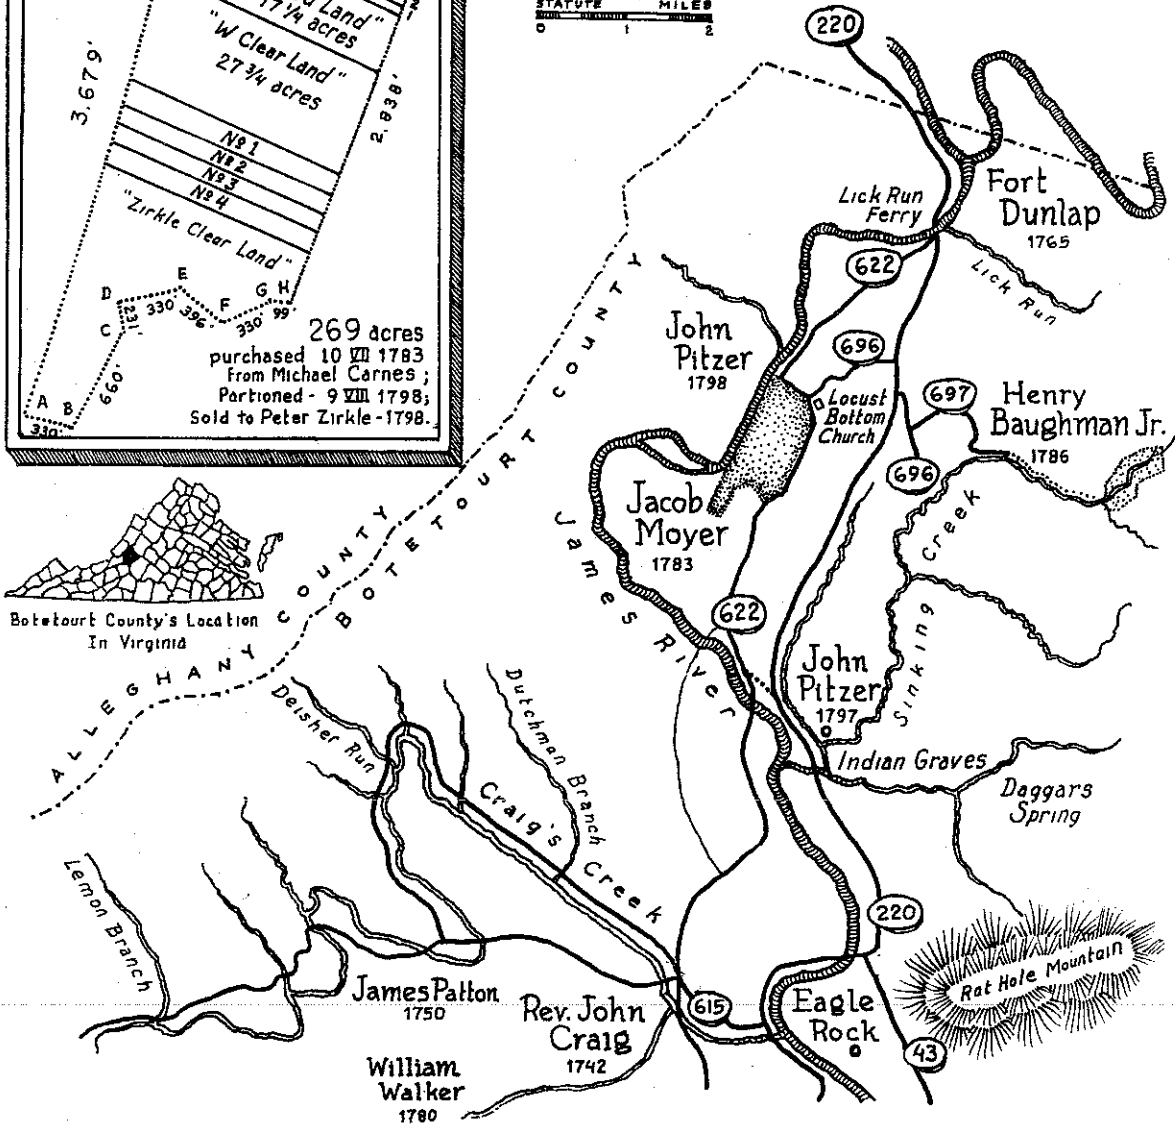 d Land"
17 1/4 acres
"W Clear Land"
27 3/4 acres
3,679'
2,838'
Nº 1
Nº 2
Nº 3
Nº 4
"Zirkle Clear Land"
A
B
C
D
E
F
G
H
330'
660'
231'
330'
396'
330'
99'
269 acres
purchased 10 VII 1783
from Michael Carnes;
Portioned - 9 VIII 1798;
Sold to Peter Zirkle - 1798.
STATUTE MILES
0 1 2
220
Fort
Dunlap
1765
Lick Run
Ferry
622
Lick Run
John
Pitzer
1798
696
Locust
Bottom
Church
697
Henry
Baughman Jr.
1786
696
Jacob
Moyer
1783
James River
Sinking Creek
622
John
Pitzer
1797
Indian Graves
Daggars
Spring
ALLEGHANY COUNTY
BOTETOURT COUNTY
Botetourt County's Location
In Virginia
Deisher Run
Dutchman Branch
Craig's Creek
Lemon Branch
220
Rat Hole Mountain
James Patton
1750
Rev. John
Craig
1742
615
Eagle
Rock
43
William
Walker
1780